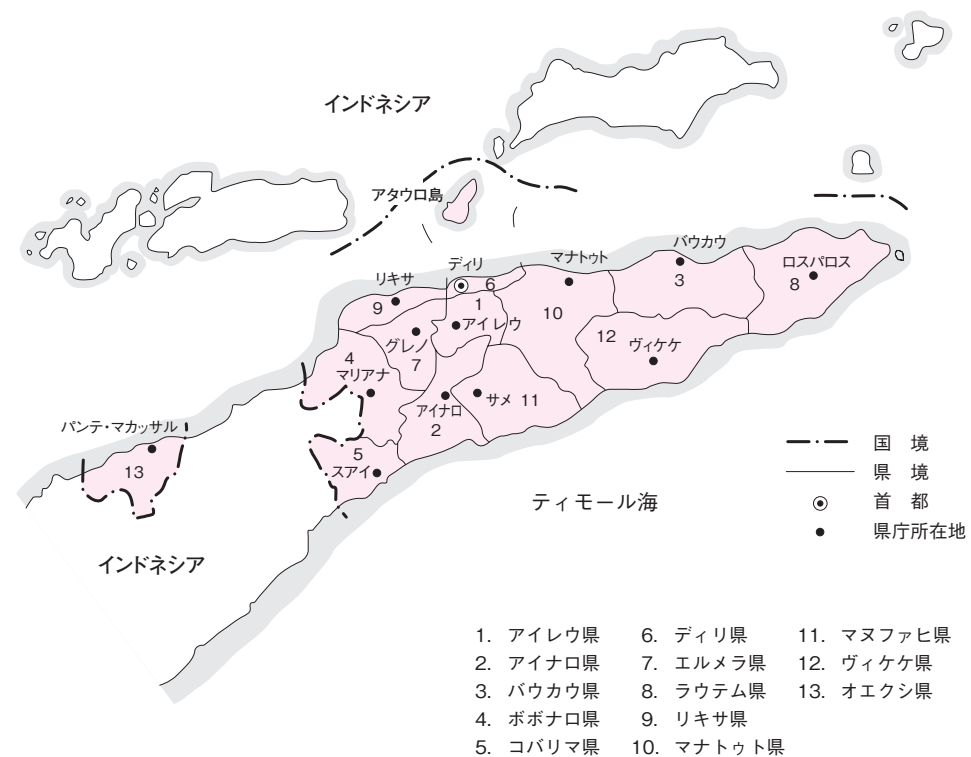 インドネシア
アタウロ島
バウカウ
マナトゥト
ディリ
ロスパロス
リキサ
6
3
8
9
1
10
アイレウ
12
グレノ
ヴィケケ
4
7
マリアナ
サメ 11
アイナロ
2
パンテ・マカッサル
5
13
スアイ
ティモール海
インドネシア
国 境
県 境
首 都
県庁所在地
1. アイレウ県
2. アイナロ県
3. バウカウ県
4. ボボナロ県
5. コバリマ県
6. ディリ県
7. エルメラ県
8. ラウテム県
9. リキサ県
10. マナトゥト県
11. マヌファヒ県
12. ヴィケケ県
13. オエクシ県